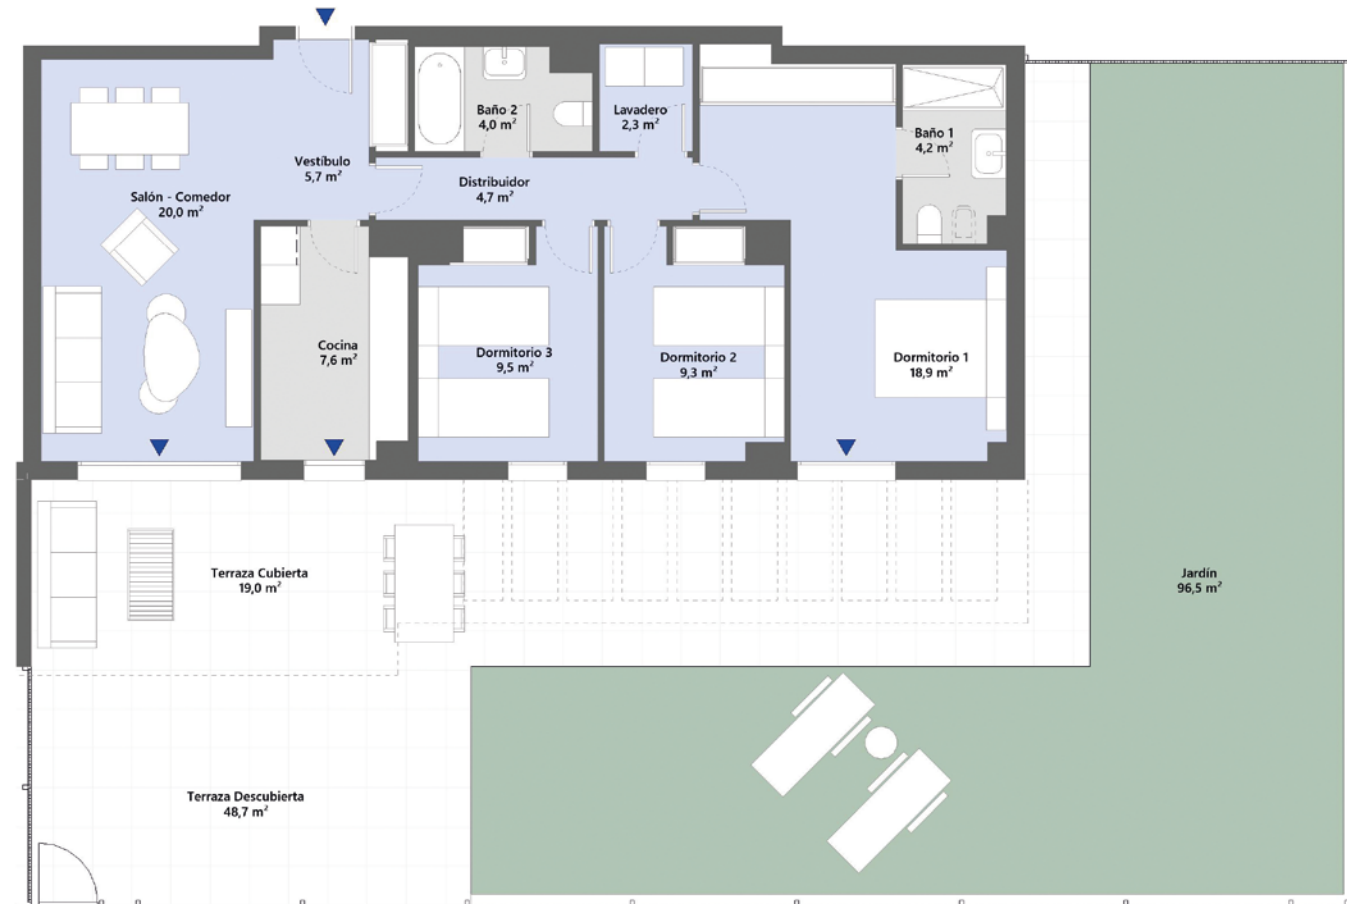 Baño 2
4,0 m²
Lavadero
2,3 m²
Baño 1
4,2 m²
Vestíbulo
5,7 m²
Distribuidor
4,7 m²
Salón - Comedor
20,0 m²
Cocina
7,6 m²
Dormitorio 3
9,5 m²
Dormitorio 2
9,3 m²
Dormitorio 1
18,9 m²
Terraza Cubierta
19,0 m²
Jardín
96,5 m²
Terraza Descubierta
48,7 m²